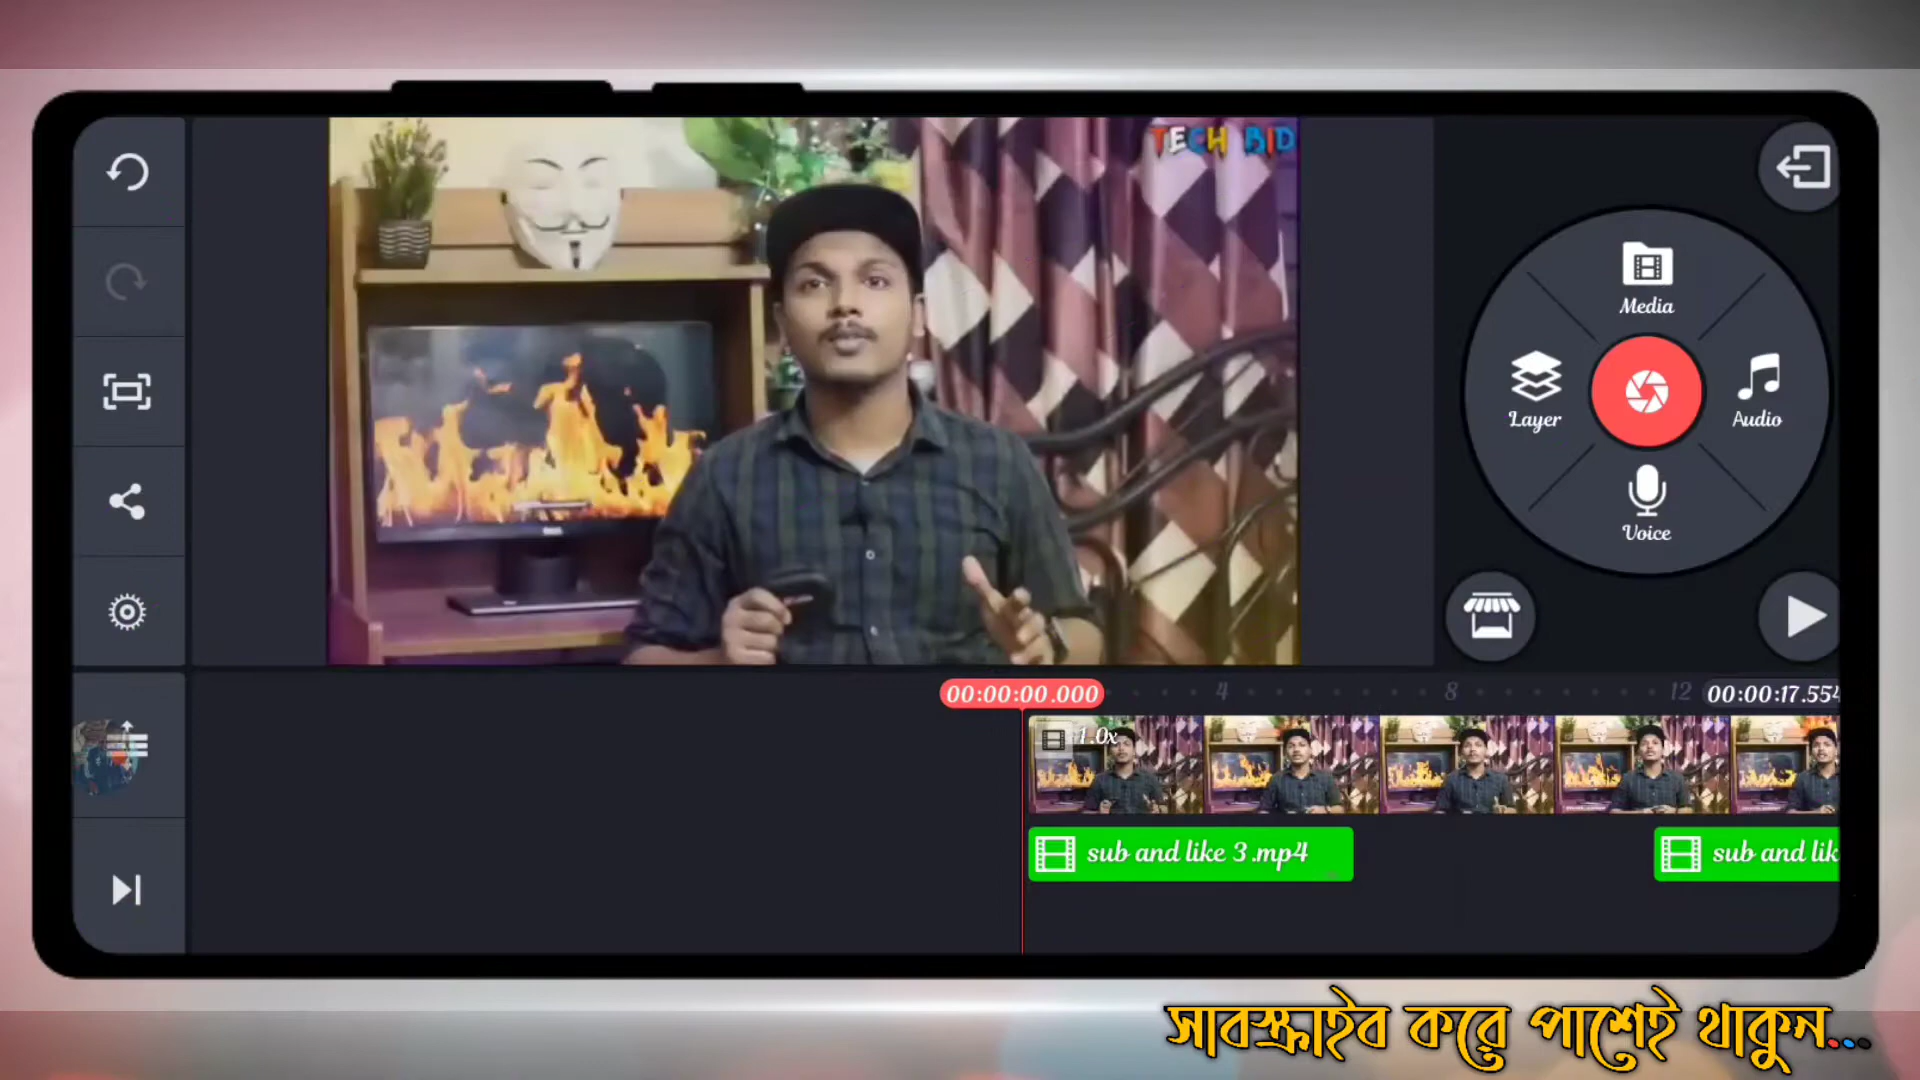 TECH BID
Media
Layer
Audio
Voice
00:00:00.000
4
8
12
00:00:17.554
1.0x
sub and like 3.mp4
sub and lik
সাবস্ক্রাইব করে পাশেই থাকুন...